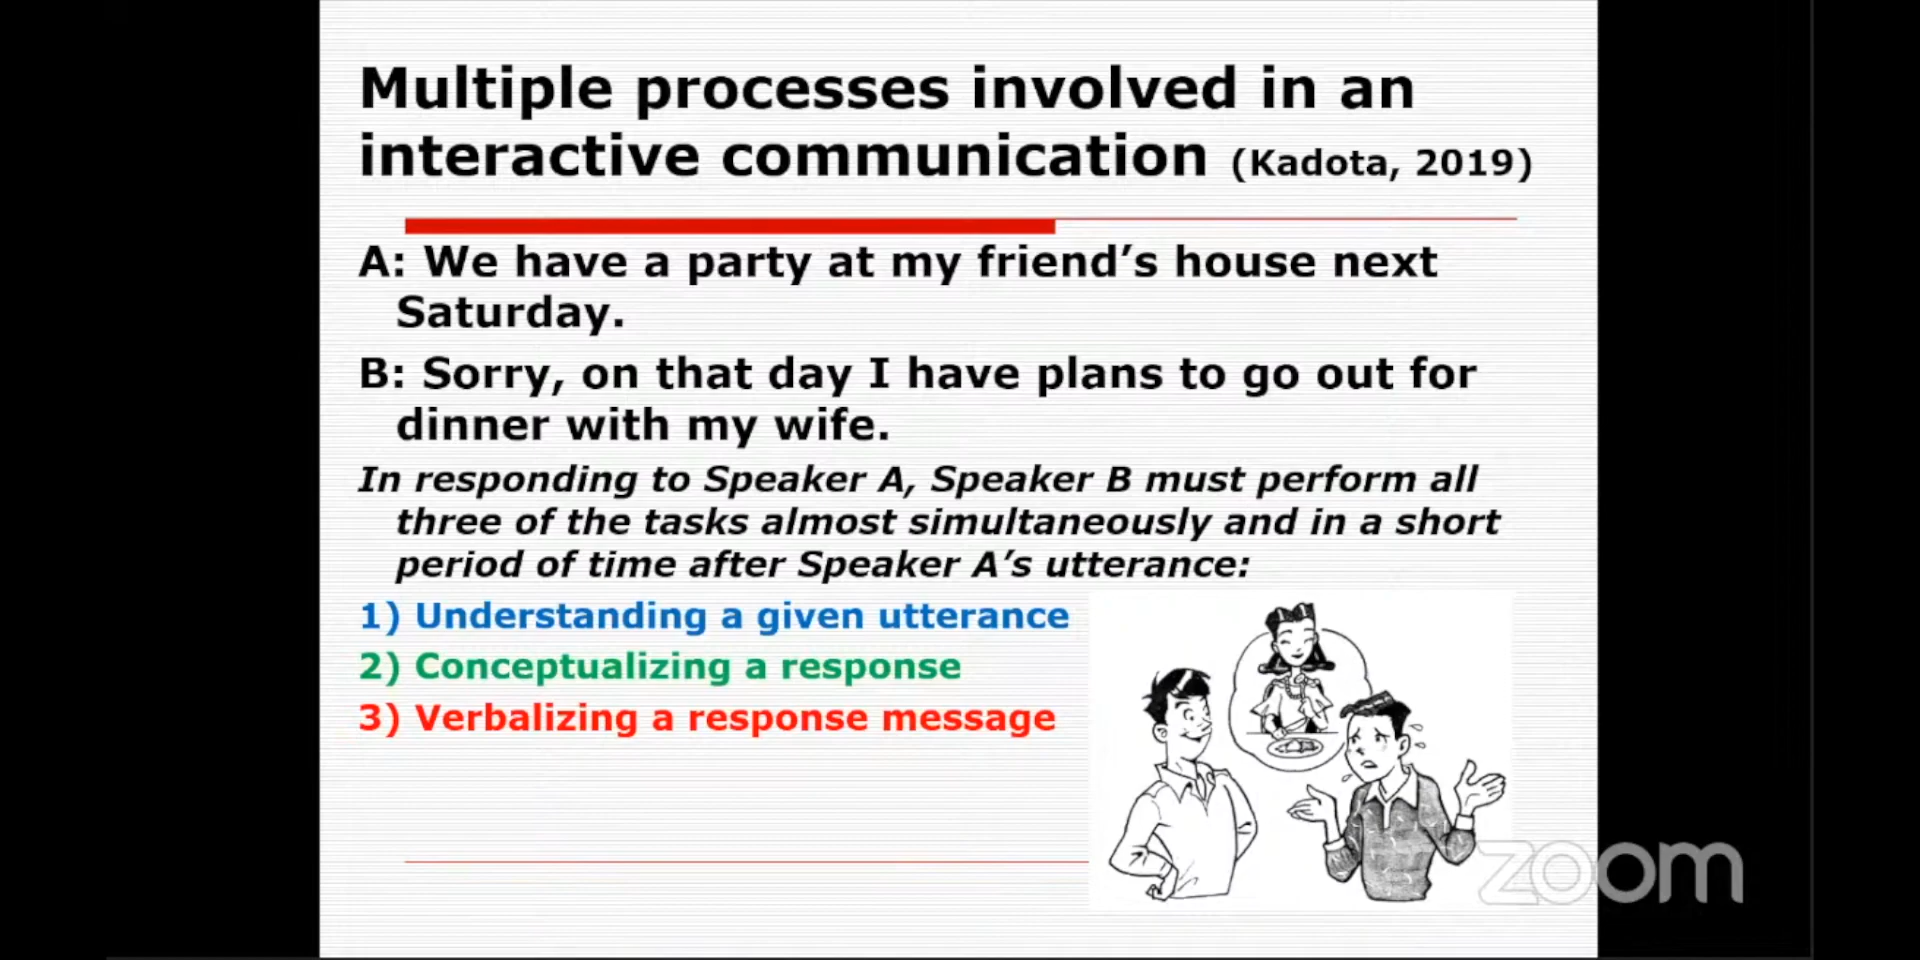 Multiple processes involved in an
interactive communication (Kadota, 2019)
A: We have a party at my friend’s house next
Saturday.
B: Sorry, on that day I have plans to go out for
dinner with my wife.
In responding to Speaker A, Speaker B must perform all
three of the tasks almost simultaneously and in a short
period of time after Speaker A’s utterance:
1) Understanding a given utterance
2) Conceptualizing a response
3) Verbalizing a response message
zoom